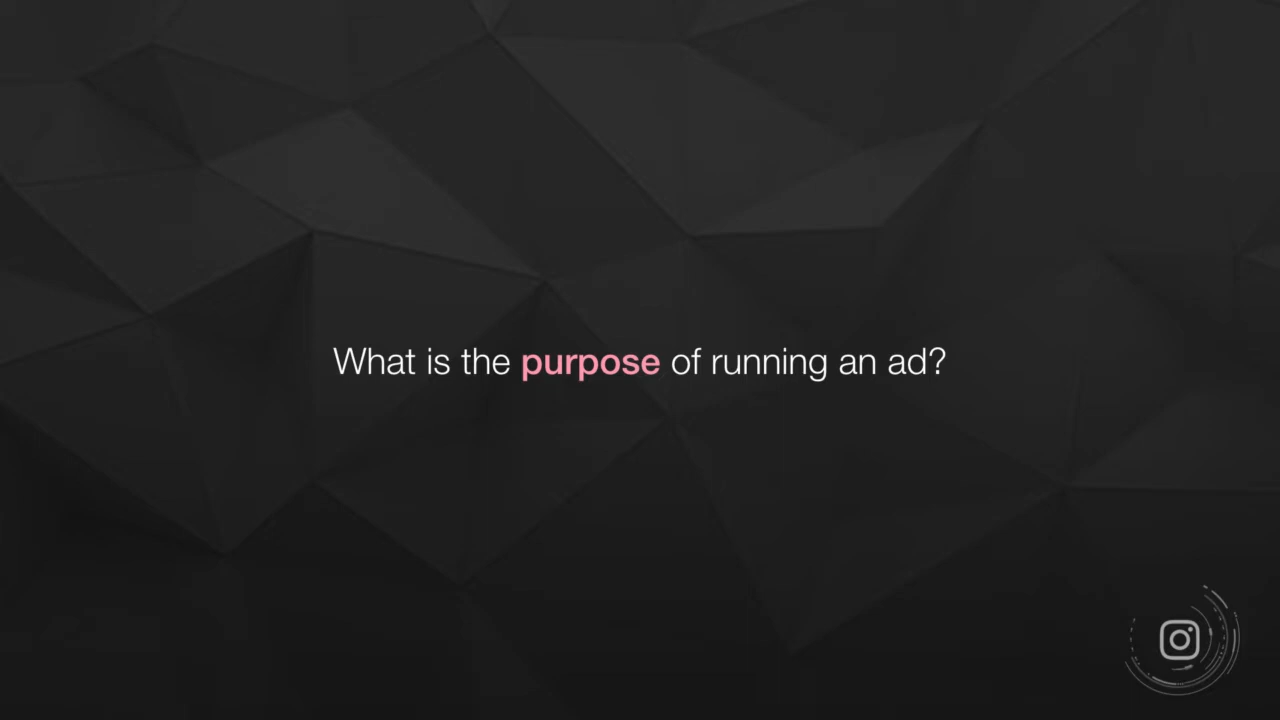 What is the purpose of running an ad?